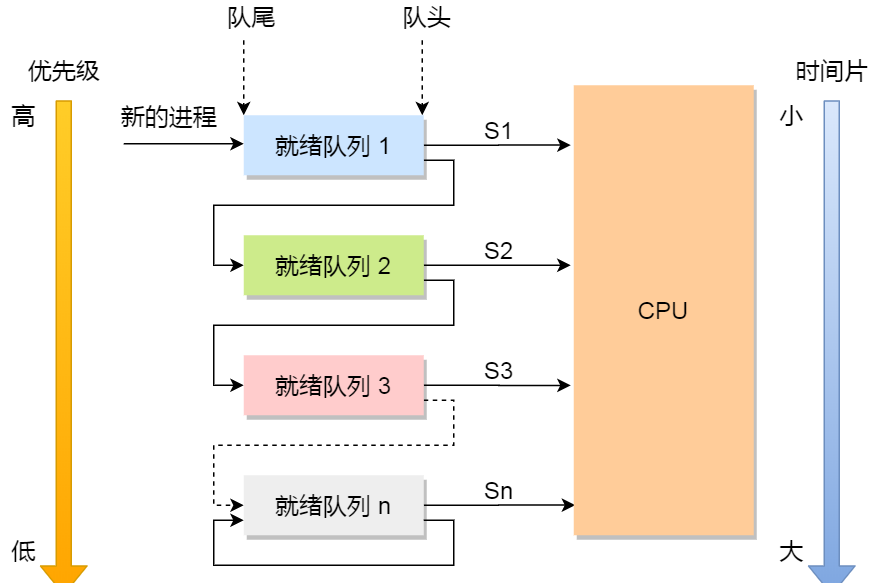 队尾
队头
优先级
时间片
高
新的进程
小
就绪队列 1
S1
就绪队列 2
S2
CPU
就绪队列 3
S3
就绪队列 n
Sn
低
大